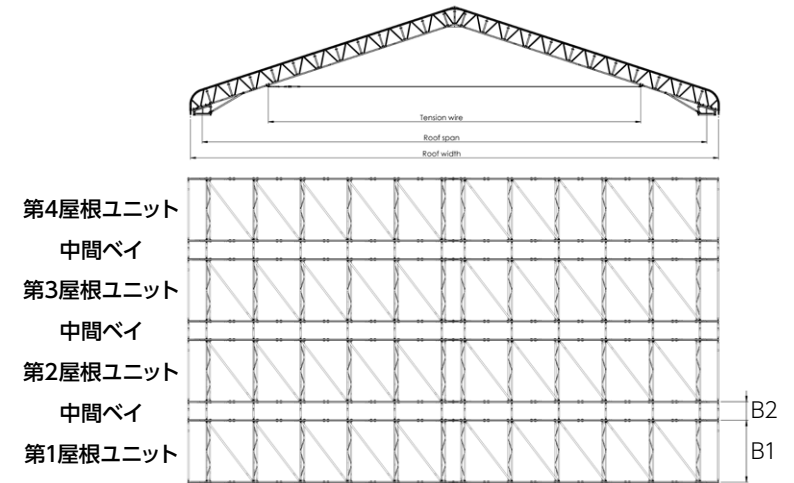 Tension wire
Roof span
Roof width
第4屋根ユニット
中間ベイ
第3屋根ユニット
中間ベイ
第2屋根ユニット
中間ベイ
B2
第1屋根ユニット
B1